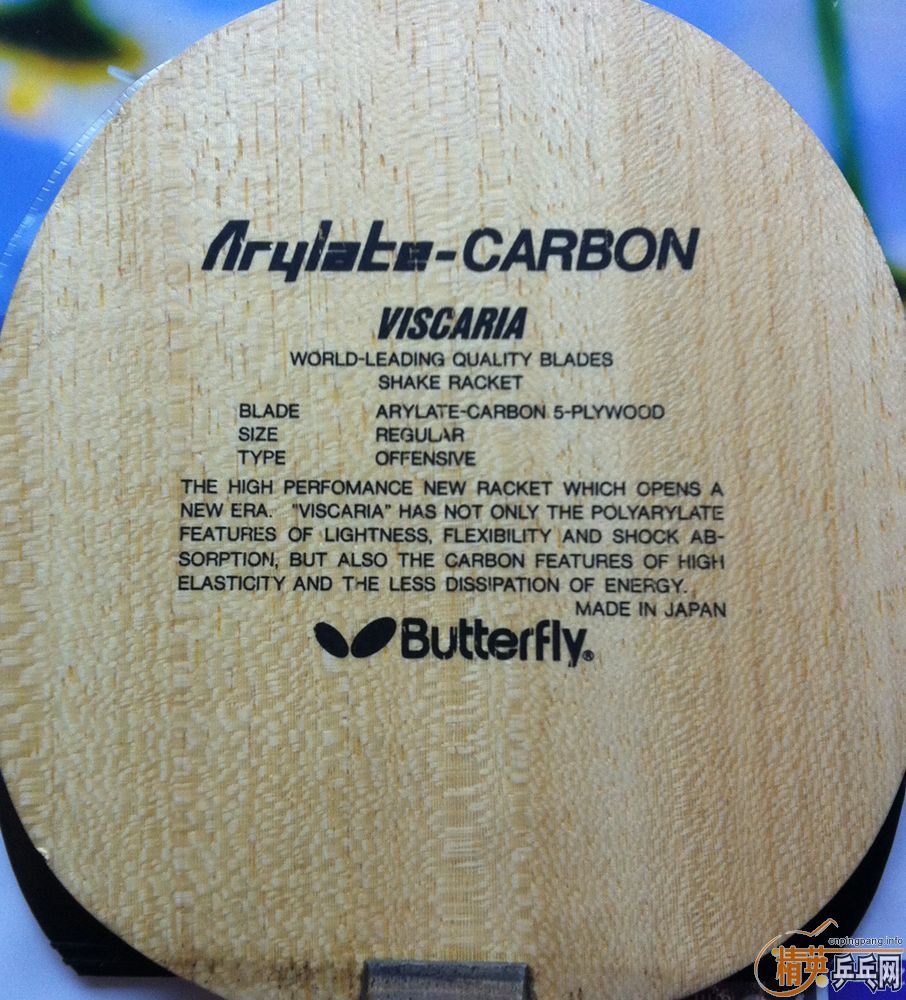 Arylate-CARBON
VISCARIA
WORLD-LEADING QUALITY BLADES
SHAKE RACKET
BLADE ARYLATE-CARBON 5-PLYWOOD
SIZE REGULAR
TYPE OFFENSIVE
THE HIGH PERFOMANCE NEW RACKET WHICH OPENS A
NEW ERA. "VISCARIA" HAS NOT ONLY THE POLYARYLATE
FEATURES OF LIGHTNESS, FLEXIBILITY AND SHOCK AB-
SORPTION, BUT ALSO THE CARBON FEATURES OF HIGH
ELASTICITY AND THE LESS DISSIPATION OF ENERGY.
MADE IN JAPAN
Butterfly®
cnpingpang.info
精英乒乓网